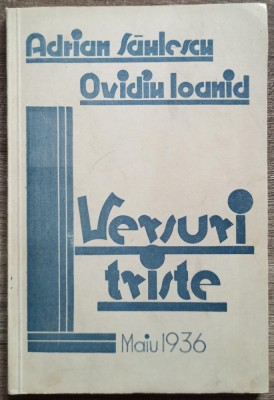 Adrian Săulescu
Ovidiu Ioanid
Versuri
triste
Maiu 1936